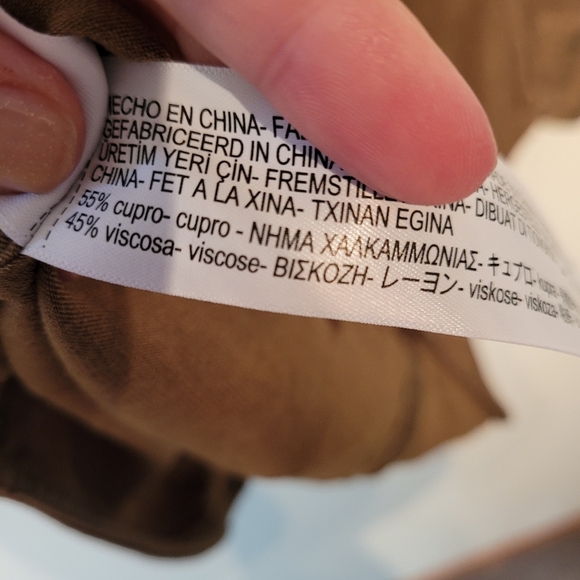 HECHO EN CHINA- FA
GEFABRICEERD IN CHINA
ÜRETİM YERİ ÇİN- FREMSTILLE
CHINA- FET A LA XINA- TXINAN EGINA
55% cupro- cupro - ΝΗΜΑ ΧΑΛΚΑΜΜΩΝΙΑΣ- キュプロ-
45% viscosa- viscose- ΒΙΣΚΟΖΗ- レーヨン- viskose- viskoza-